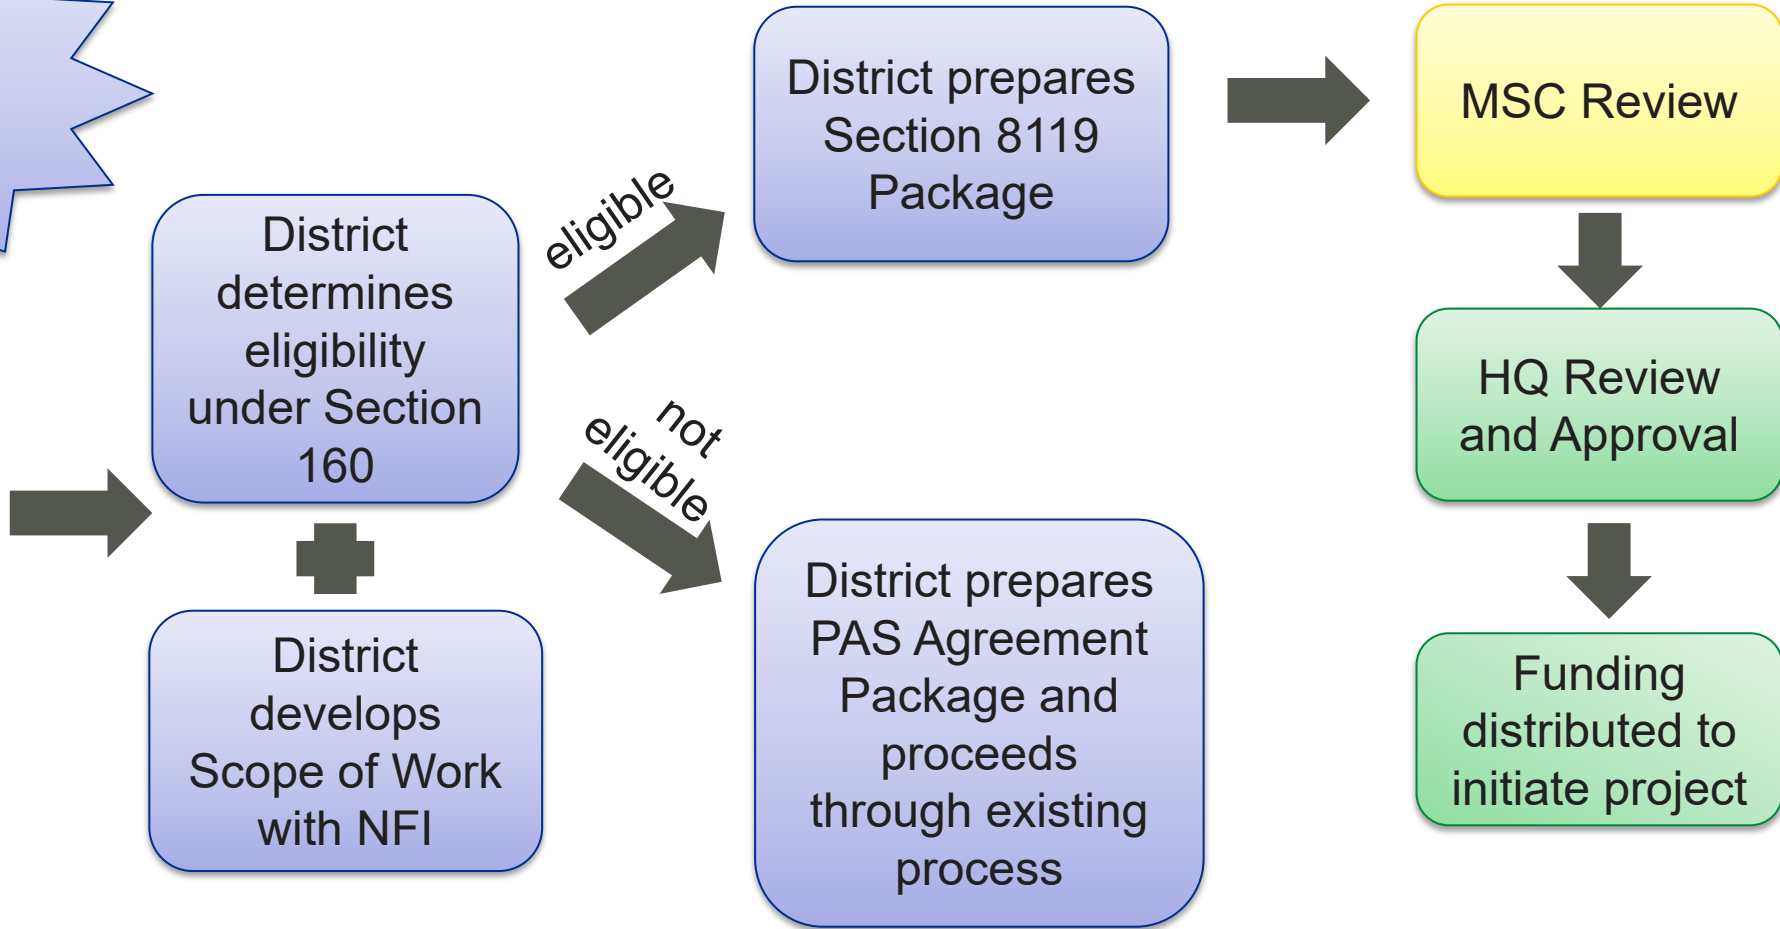 District
determines
eligibility
under Section
160
District
develops
Scope of Work
with NFI
eligible
not
eligible
District prepares
Section 8119
Package
District prepares
PAS Agreement
Package and
proceeds
through existing
process
MSC Review
HQ Review
and Approval
Funding
distributed to
initiate project